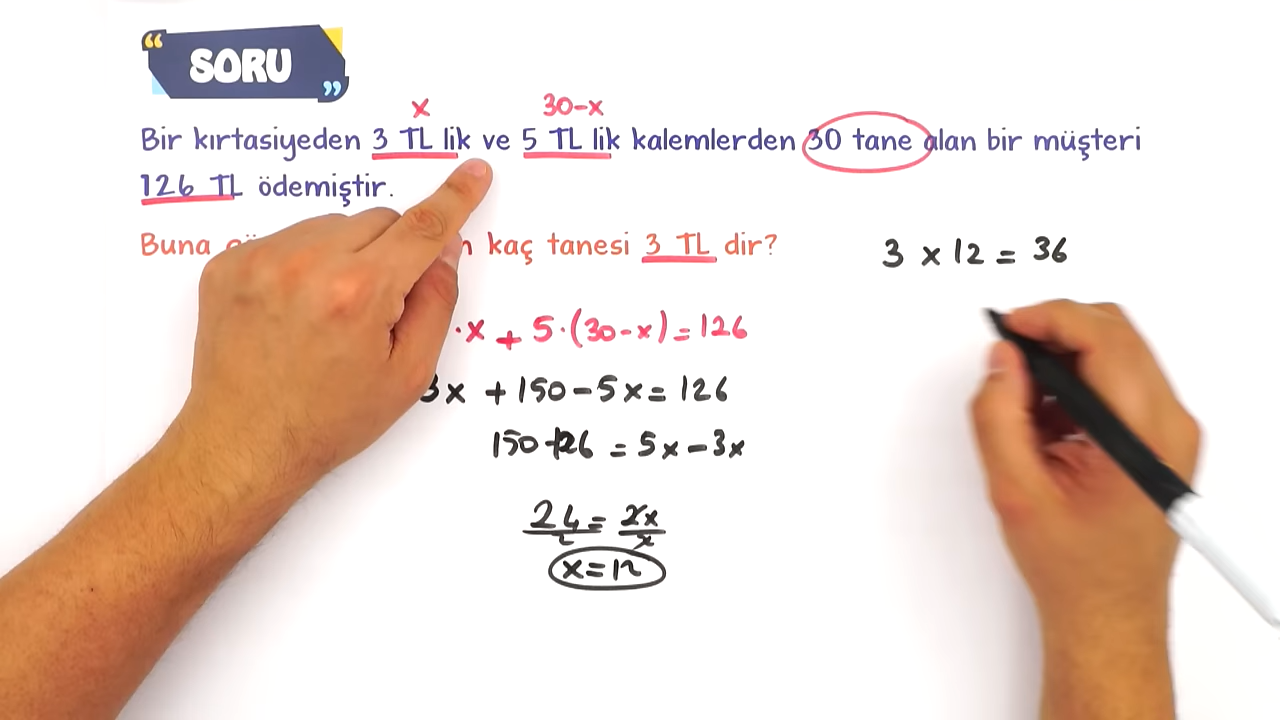 SORU
x 30-x
Bir kırtasiyeden 3 TL lik ve 5 TL lik kalemlerden 30 tane alan bir müşteri
126 TL ödemiştir.
Buna kaç tanesi 3 TL dir?
3 x 12 = 36
·x + 5·(30-x) = 126
3x + 150 - 5x = 126
150-126 = 5x - 3x
24/2 = 2x/2
x = 12